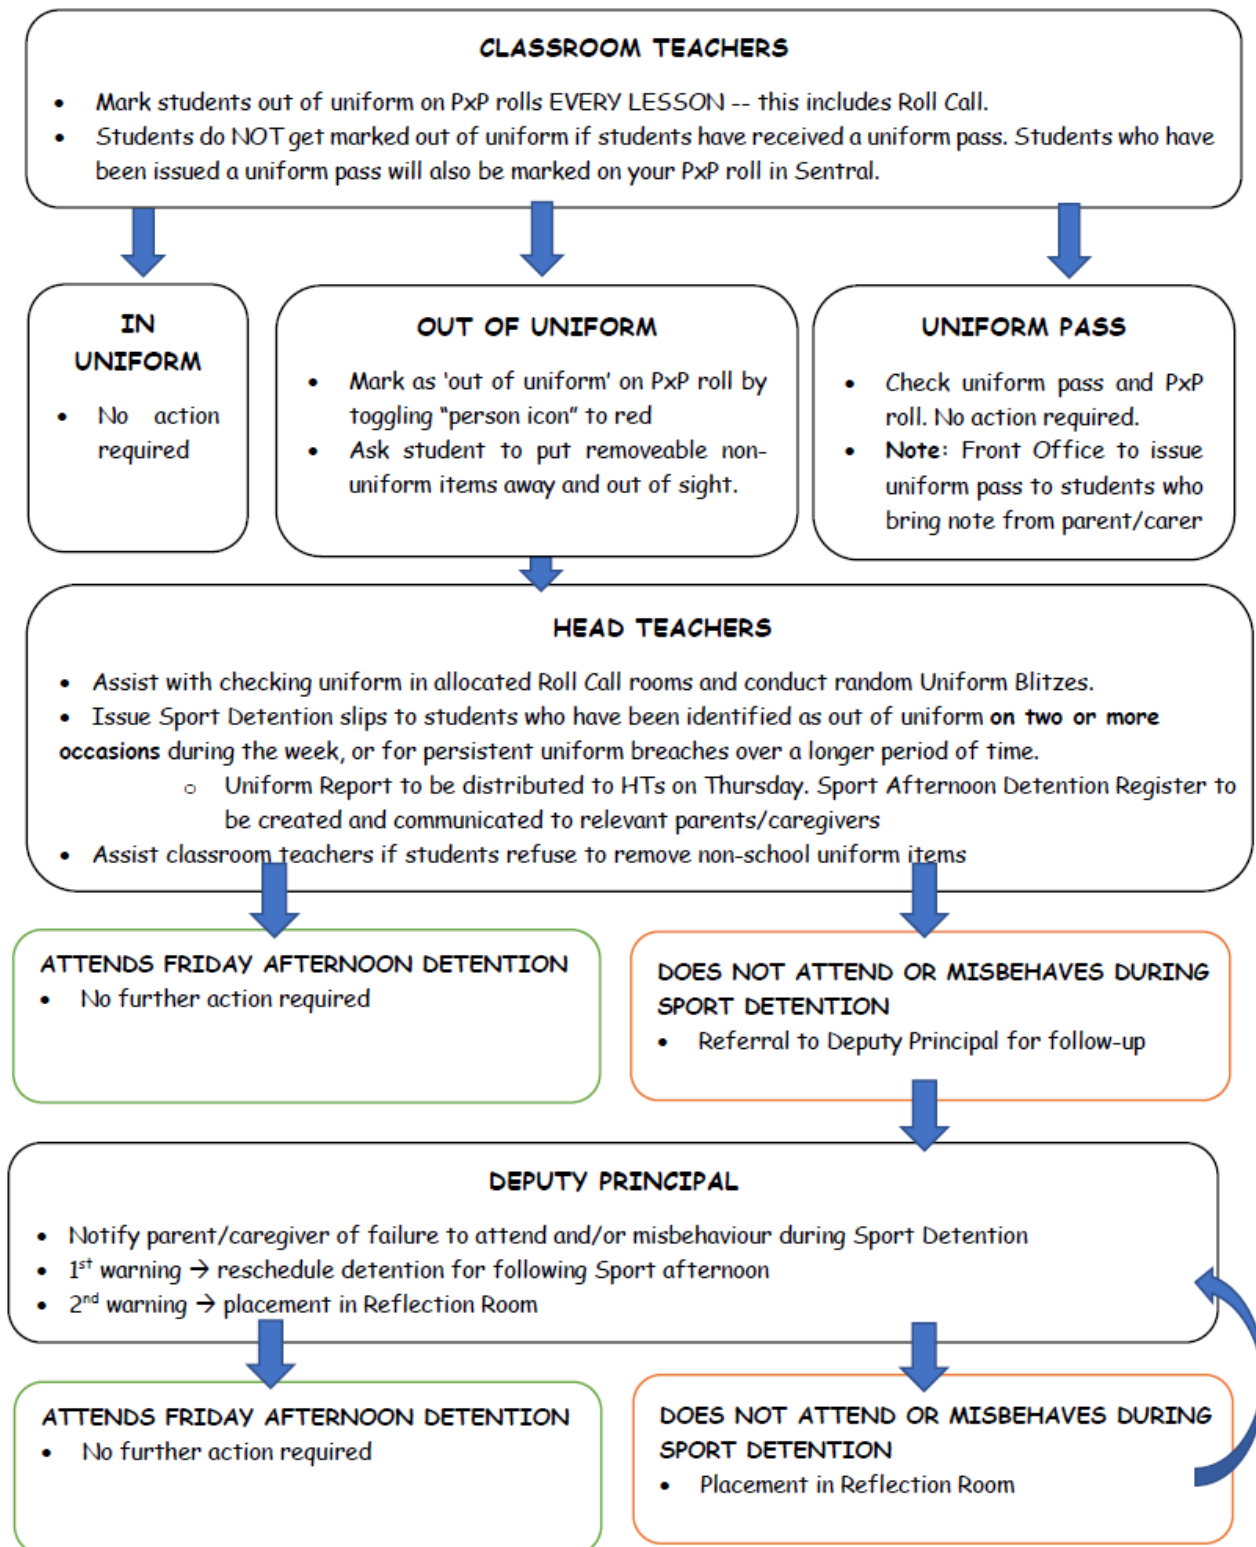 CLASSROOM TEACHERS
• Mark students out of uniform on PxP rolls EVERY LESSON -- this includes Roll Call.
• Students do NOT get marked out of uniform if students have received a uniform pass. Students who have
been issued a uniform pass will also be marked on your PxP roll in Sentral.
IN
UNIFORM
• No action
required
OUT OF UNIFORM
• Mark as 'out of uniform' on PxP roll by
toggling "person icon" to red
• Ask student to put removeable non-
uniform items away and out of sight.
UNIFORM PASS
• Check uniform pass and PxP
roll. No action required.
• Note: Front Office to issue
uniform pass to students who
bring note from parent/carer
HEAD TEACHERS
• Assist with checking uniform in allocated Roll Call rooms and conduct random Uniform Blitzes.
• Issue Sport Detention slips to students who have been identified as out of uniform on two or more
occasions during the week, or for persistent uniform breaches over a longer period of time.
o Uniform Report to be distributed to HTs on Thursday. Sport Afternoon Detention Register to
be created and communicated to relevant parents/caregivers
• Assist classroom teachers if students refuse to remove non-school uniform items
ATTENDS FRIDAY AFTERNOON DETENTION
• No further action required
DOES NOT ATTEND OR MISBEHAVES DURING
SPORT DETENTION
• Referral to Deputy Principal for follow-up
DEPUTY PRINCIPAL
• Notify parent/caregiver of failure to attend and/or misbehaviour during Sport Detention
• 1st warning → reschedule detention for following Sport afternoon
• 2nd warning → placement in Reflection Room
ATTENDS FRIDAY AFTERNOON DETENTION
• No further action required
DOES NOT ATTEND OR MISBEHAVES DURING
SPORT DETENTION
• Placement in Reflection Room